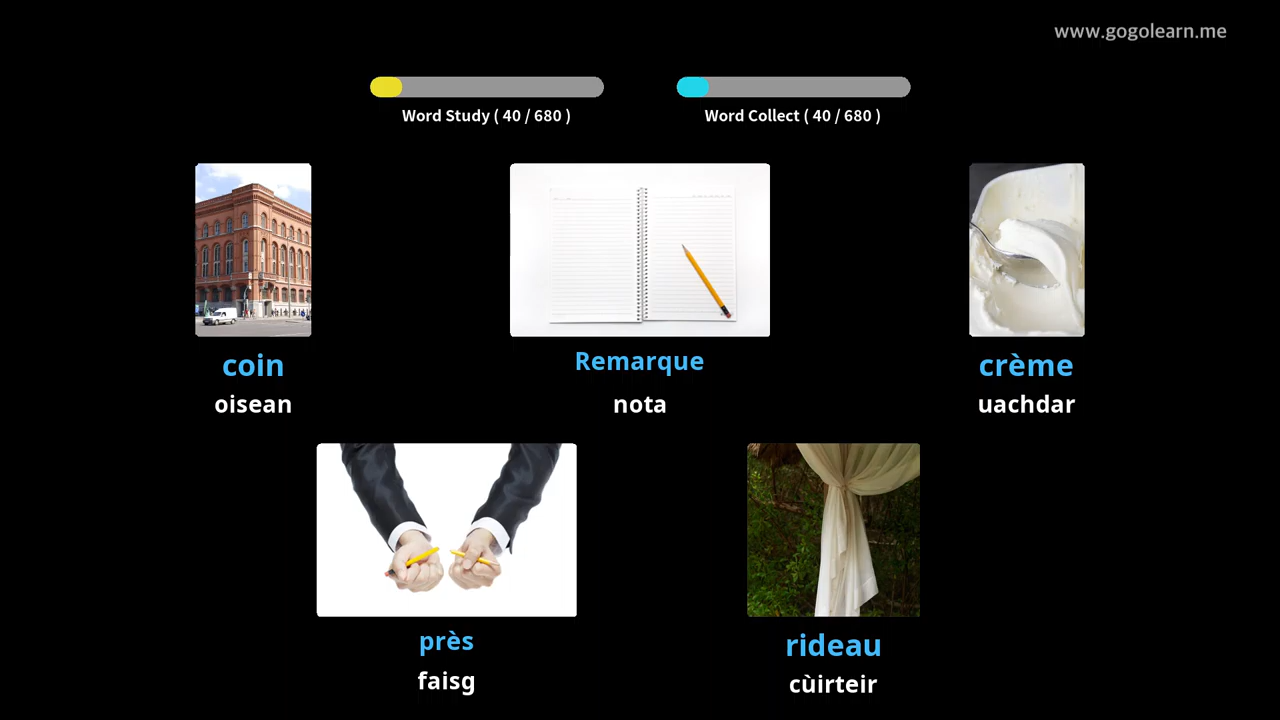 www.gogolearn.me
Word Study ( 40 / 680 )
Word Collect ( 40 / 680 )
coin
oisean
Remarque
nota
crème
uachdar
près
faisg
rideau
cùirteir